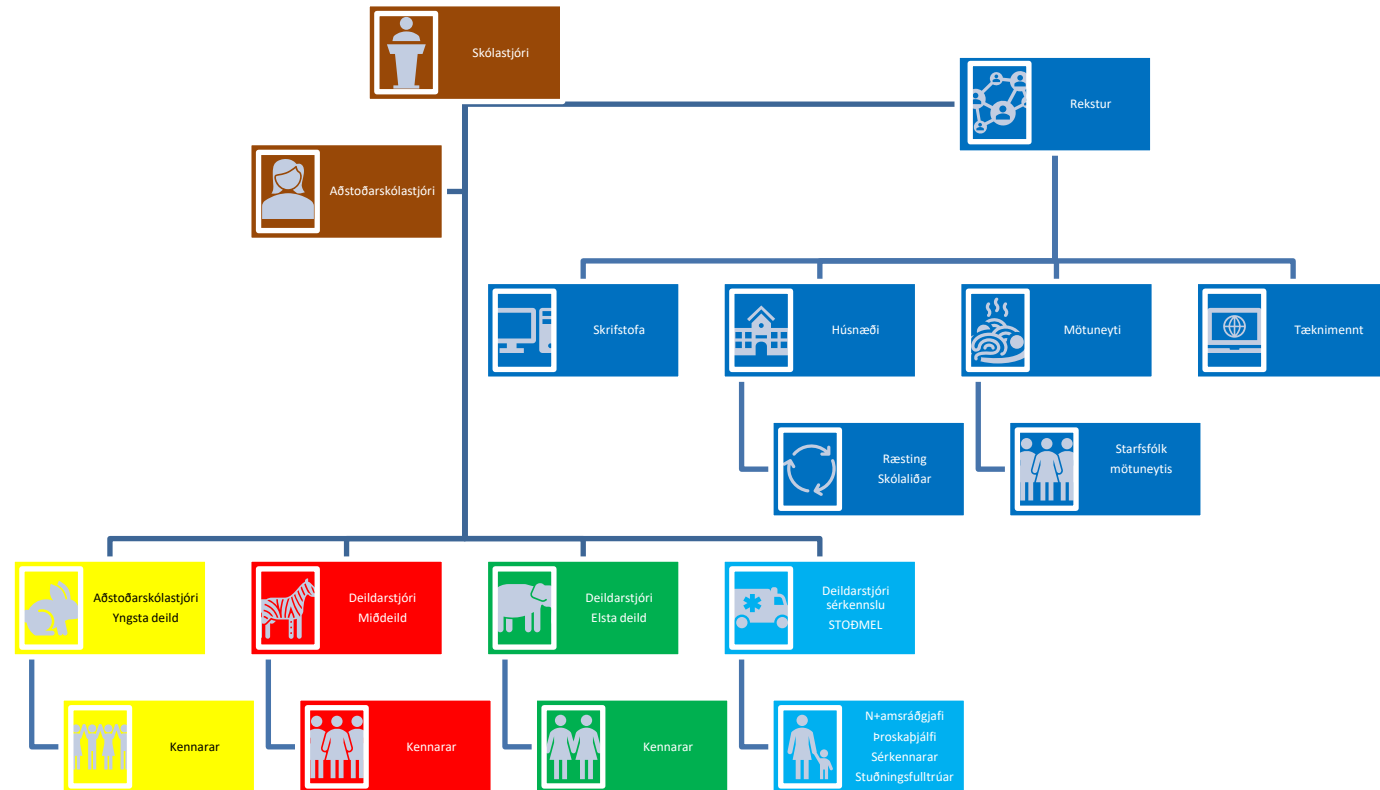 Skólastjóri
Rekstur
Aðstoðarskólastjóri
Skrifstofa
Húsnæði
Mötuneyti
Tæknimennt
Ræsting
Skólaliðar
Starfsfólk
mötuneytis
Aðstoðarskólastjóri
Yngsta deild
Deildarstjóri
Miðdeild
Deildarstjóri
Elsta deild
Deildarstjóri
sérkennslu
STOÐMEL
Kennarar
Kennarar
Kennarar
N+amsráðgjafi
Þroskaþjálfi
Sérkennarar
Stuðningsfulltrúar